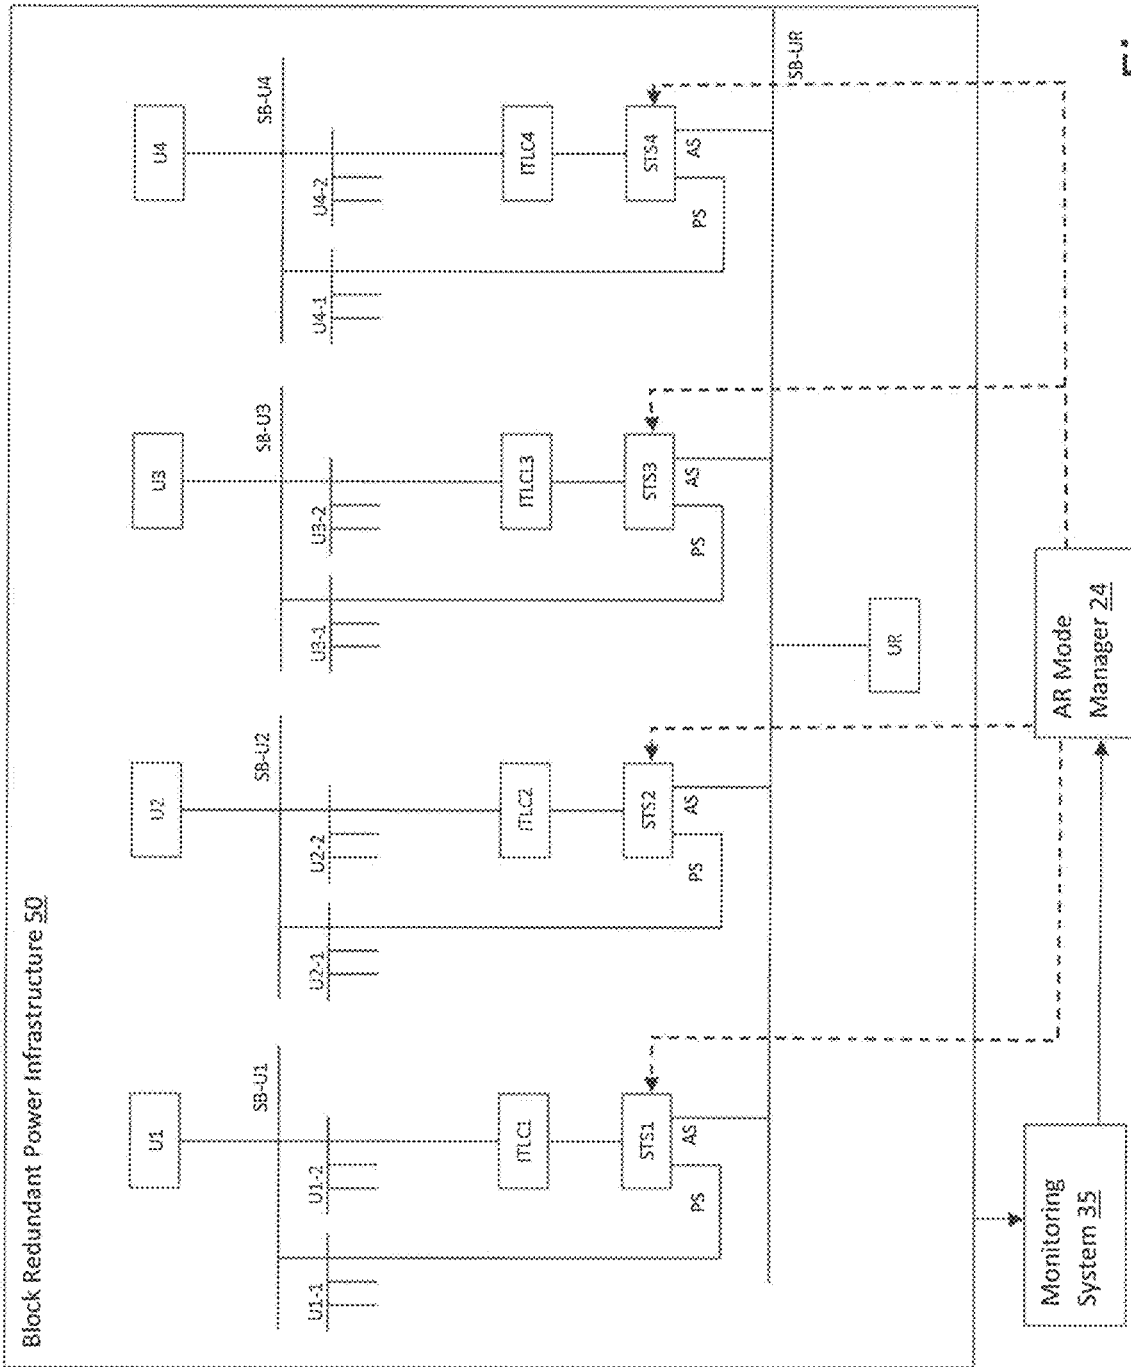 Block Redundant Power Infrastructure 50
U1
U2
U3
U4
SB-U1
SB-U2
SB-U3
SB-U4
U1-1
U1-2
U2-1
U2-2
U3-1
U3-2
U4-1
U4-2
ITLC1
ITLC2
ITLCL3
ITLC4
STS1
STS2
STS3
STS4
PS
AS
PS
AS
PS
AS
PS
AS
SB-UR
UR
Monitoring
System 35
AR Mode
Manager 24